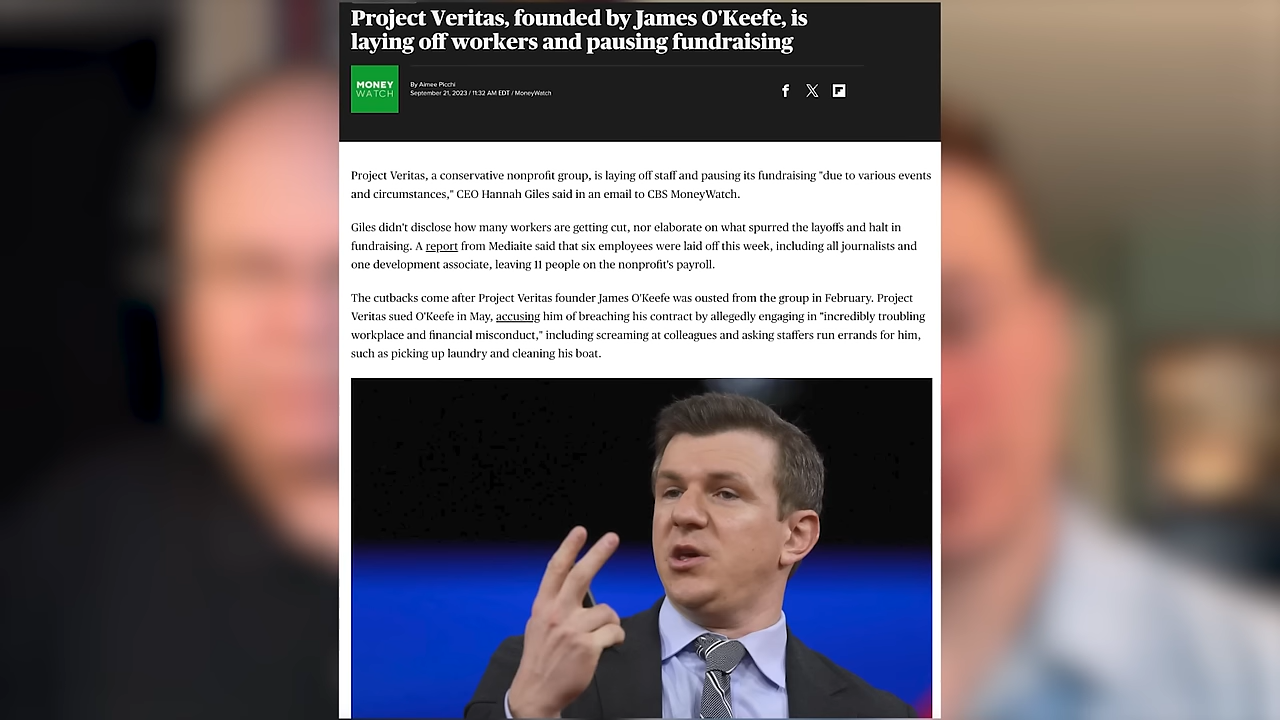 Project Veritas, founded by James O'Keefe, is
laying off workers and pausing fundraising
MONEY
WATCH
By Aimee Picchi
September 21, 2023 / 11:32 AM EDT / MoneyWatch
Project Veritas, a conservative nonprofit group, is laying off staff and pausing its fundraising "due to various events
and circumstances," CEO Hannah Giles said in an email to CBS MoneyWatch.
Giles didn't disclose how many workers are getting cut, nor elaborate on what spurred the layoffs and halt in
fundraising. A report from Mediaite said that six employees were laid off this week, including all journalists and
one development associate, leaving 11 people on the nonprofit's payroll.
The cutbacks come after Project Veritas founder James O'Keefe was ousted from the group in February. Project
Veritas sued O'Keefe in May, accusing him of breaching his contract by allegedly engaging in "incredibly troubling
workplace and financial misconduct," including screaming at colleagues and asking staffers run errands for him,
such as picking up laundry and cleaning his boat.